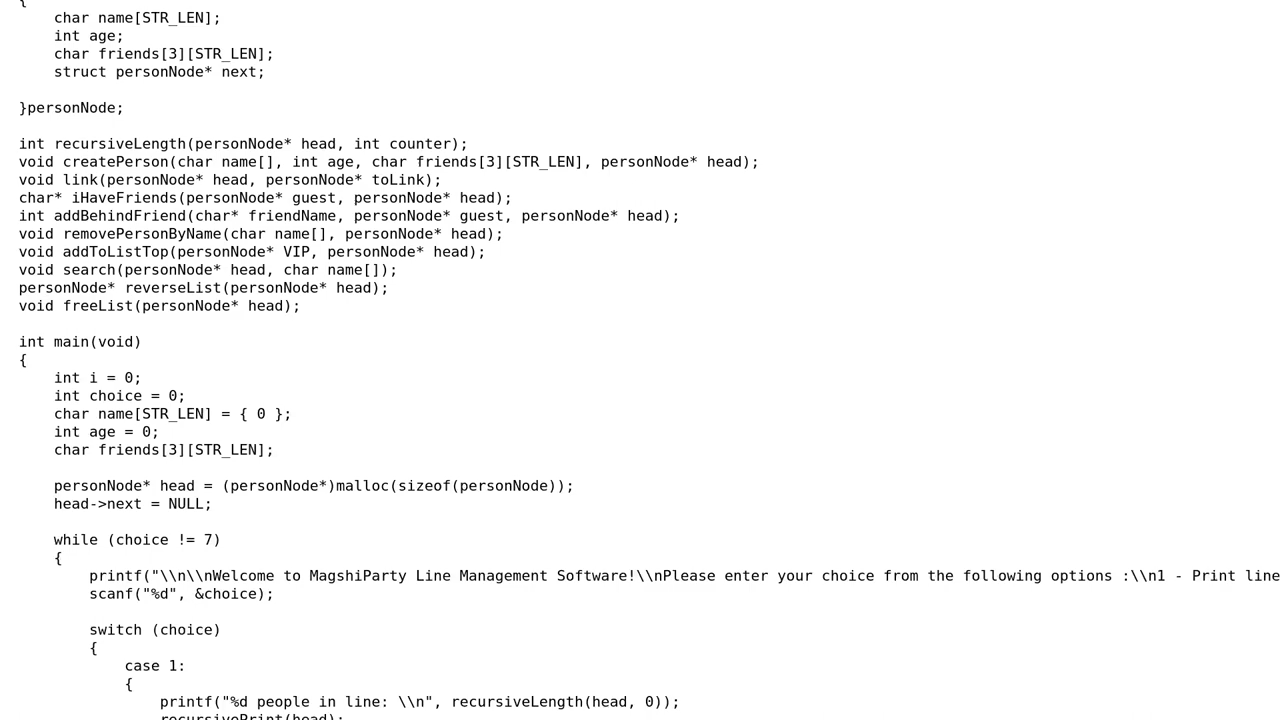 {
    char name[STR_LEN];
    int age;
    char friends[3][STR_LEN];
    struct personNode* next;

}personNode;

int recursiveLength(personNode* head, int counter);
void createPerson(char name[], int age, char friends[3][STR_LEN], personNode* head);
void link(personNode* head, personNode* toLink);
char* iHaveFriends(personNode* guest, personNode* head);
int addBehindFriend(char* friendName, personNode* guest, personNode* head);
void removePersonByName(char name[], personNode* head);
void addToListTop(personNode* VIP, personNode* head);
void search(personNode* head, char name[]);
personNode* reverseList(personNode* head);
void freeList(personNode* head);

int main(void)
{
    int i = 0;
    int choice = 0;
    char name[STR_LEN] = { 0 };
    int age = 0;
    char friends[3][STR_LEN];

    personNode* head = (personNode*)malloc(sizeof(personNode));
    head->next = NULL;

    while (choice != 7)
    {
        printf("\\n\\nWelcome to MagshiParty Line Management Software!\\nPlease enter your choice from the following options :\\n1 - Print line
        scanf("%d", &choice);

        switch (choice)
        {
            case 1:
            {
                printf("%d people in line: \\n", recursiveLength(head, 0));
                recursivePrint(head);